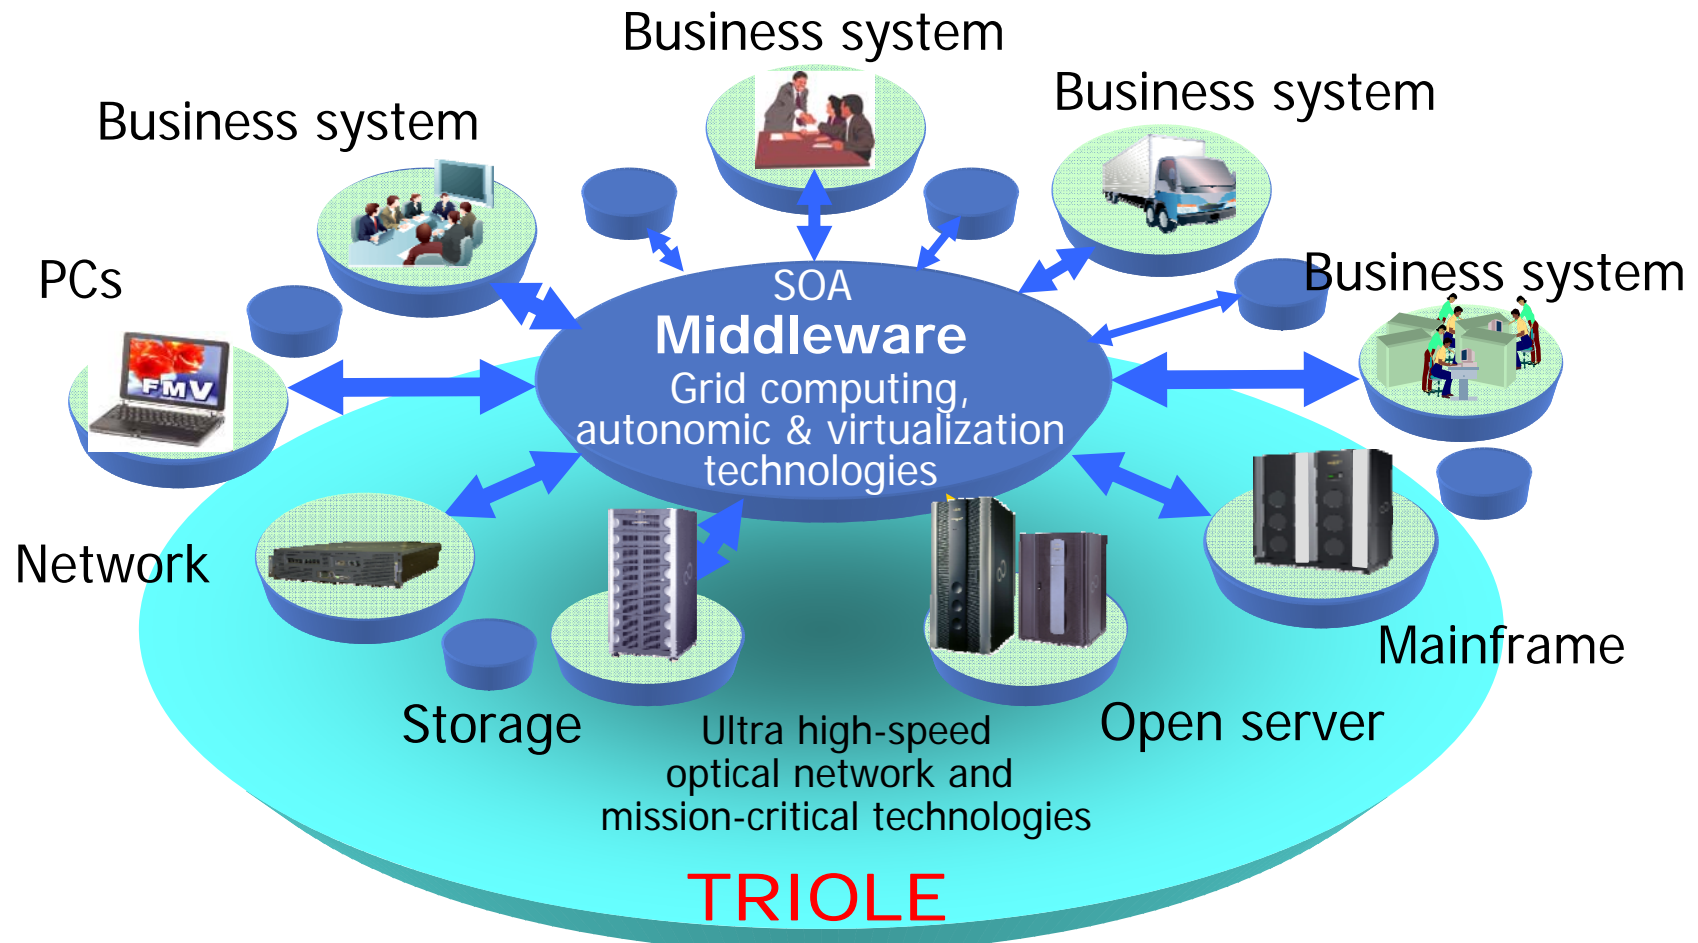 Business system
Business system
Business system
PCs
Business system
SOA
Middleware
Grid computing,
autonomic & virtualization
technologies
FMV
Network
Mainframe
Storage
Open server
Ultra high-speed
optical network and
mission-critical technologies
TRIOLE